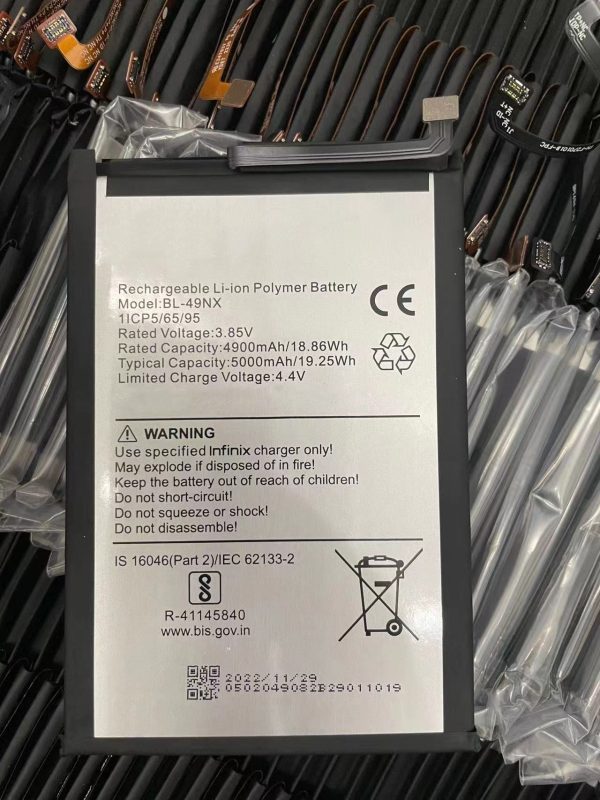 Rechargeable Li-ion Polymer Battery
Model:BL-49NX
1ICP5/65/95
Rated Voltage:3.85V
Rated Capacity:4900mAh/18.86Wh
Typical Capacity:5000mAh/19.25Wh
Limited Charge Voltage:4.4V
CE
WARNING
Use specified Infinix charger only!
May explode if disposed of in fire!
Keep the battery out of reach of children!
Do not short-circuit!
Do not squeeze or shock!
Do not disassemble!
IS 16046(Part 2)/IEC 62133-2
R-41145840
www.bis.gov.in
2022/11/29
0502049082B29011019